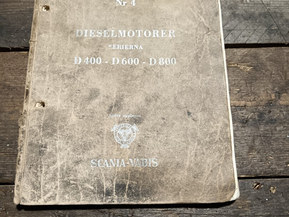 Nr 4
DIESELMOTORER
SERIERNA
D 400 - D 600 - D 800
SCANIA-VABIS